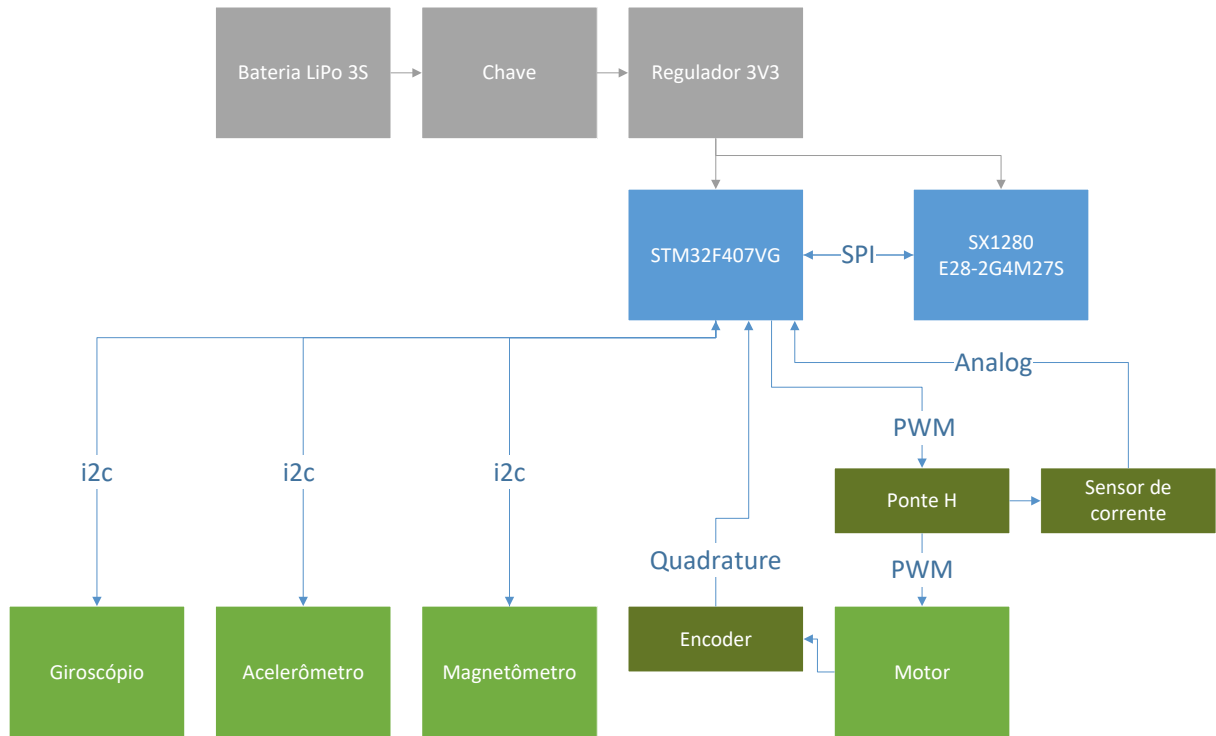 Bateria LiPo 3S
Chave
Regulador 3V3
STM32F407VG
SPI
SX1280
E28-2G4M27S
Analog
PWM
i2c
i2c
i2c
Ponte H
Sensor de
corrente
Quadrature
PWM
Giroscópio
Acelerômetro
Magnetômetro
Encoder
Motor